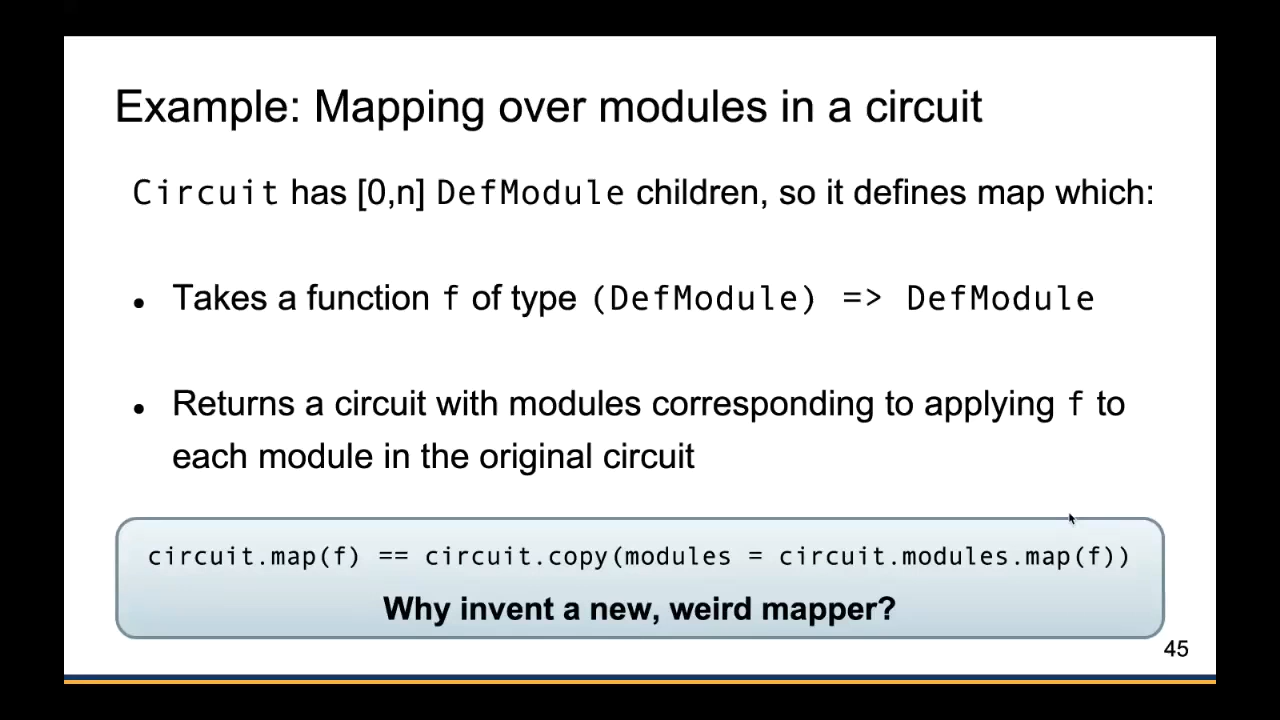 Example: Mapping over modules in a circuit
Circuit has [0,n] DefModule children, so it defines map which:
• Takes a function f of type (DefModule) => DefModule
• Returns a circuit with modules corresponding to applying f to
each module in the original circuit
circuit.map(f) == circuit.copy(modules = circuit.modules.map(f))
Why invent a new, weird mapper?
45